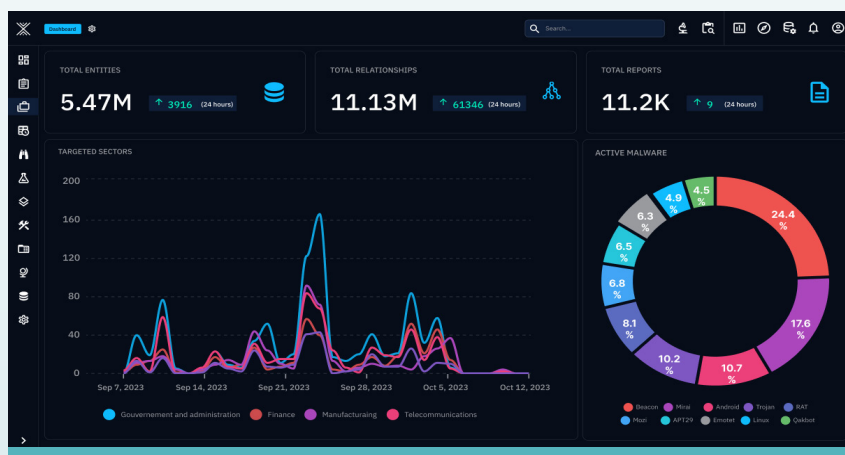 Dashboard
Search...
TOTAL ENTITIES
5.47M
3916 (24 hours)
TOTAL RELATIONSHIPS
11.13M
61346 (24 hours)
TOTAL REPORTS
11.2K
9 (24 hours)
TARGETED SECTORS
200
160
120
80
40
0
Sep 7, 2023 Sep 14, 2023 Sep 21, 2023 Sep 28, 2023 Oct 5, 2023 Oct 12, 2023
Gouvernement and administration Finance Manufacturaing Telecommunications
ACTIVE MALWARE
24.4 %
17.6 %
10.7 %
10.2 %
8.1 %
6.8 %
6.5 %
6.3 %
4.9 %
4.5 %
Beacon Mirai Android Trojan RAT
Mozi APT29 Emotet Linux Qakbot